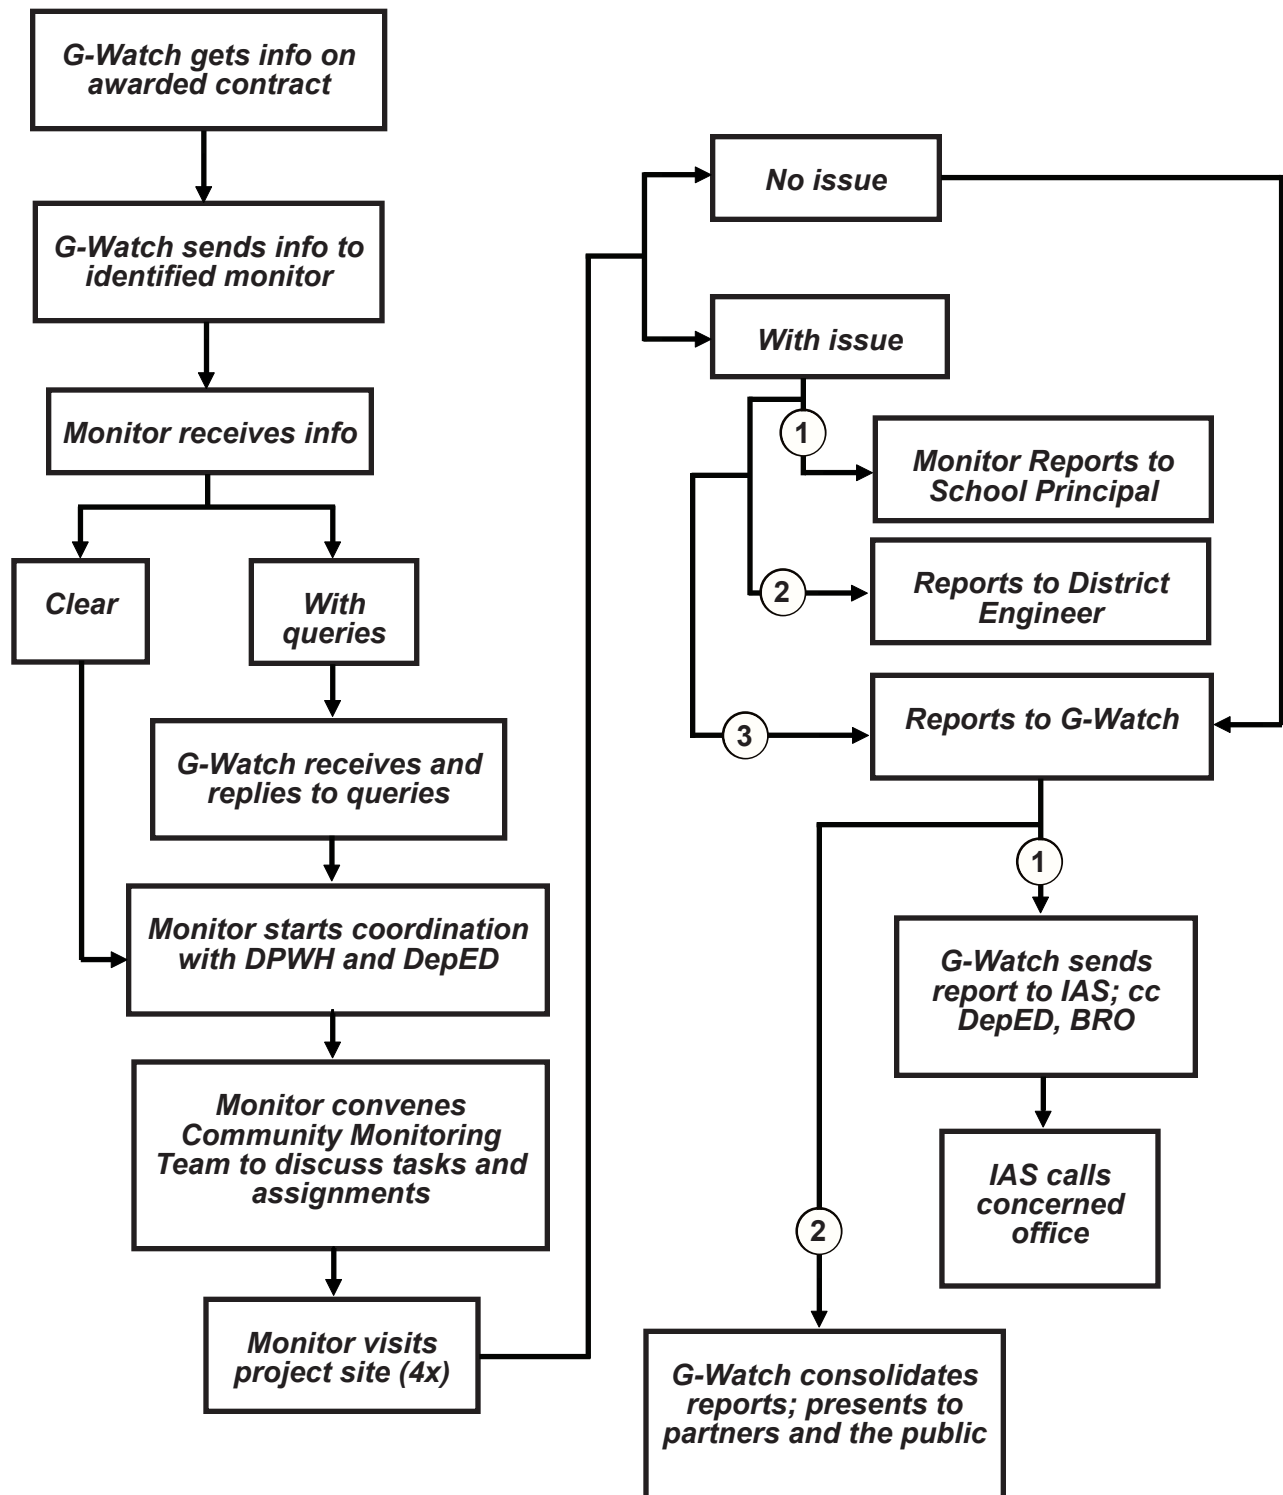 G-Watch gets info on
awarded contract
G-Watch sends info to
identified monitor
Monitor receives info
Clear
With
queries
G-Watch receives and
replies to queries
Monitor starts coordination
with DPWH and DepED
Monitor convenes
Community Monitoring
Team to discuss tasks and
assignments
Monitor visits
project site (4x)
No issue
With issue
1
Monitor Reports to
School Principal
2
Reports to District
Engineer
3
Reports to G-Watch
1
G-Watch sends
report to IAS; cc
DepED, BRO
IAS calls
concerned
office
2
G-Watch consolidates
reports; presents to
partners and the public